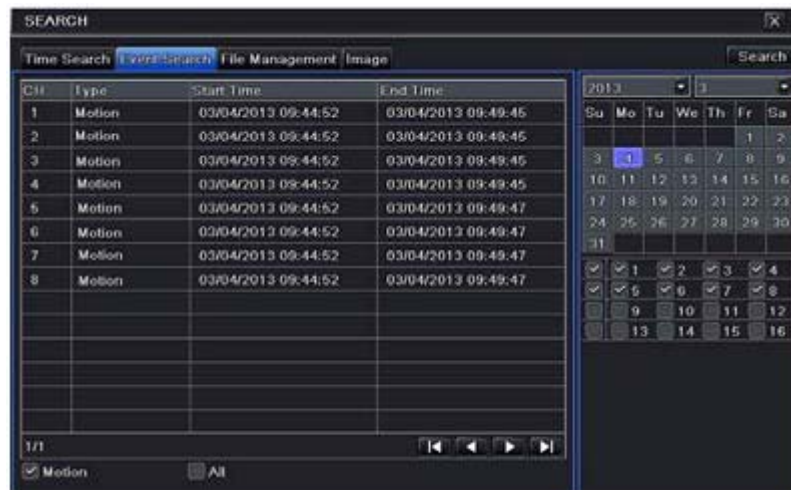 SEARCH
Time Search Event Search File Management Image Search
CH Type Start Time End Time
1 Motion 03/04/2013 09:44:52 03/04/2013 09:49:45
2 Motion 03/04/2013 09:44:52 03/04/2013 09:49:45
3 Motion 03/04/2013 09:44:52 03/04/2013 09:49:45
4 Motion 03/04/2013 09:44:52 03/04/2013 09:49:45
5 Motion 03/04/2013 09:44:52 03/04/2013 09:49:47
6 Motion 03/04/2013 09:44:52 03/04/2013 09:49:47
7 Motion 03/04/2013 09:44:52 03/04/2013 09:49:47
8 Motion 03/04/2013 09:44:52 03/04/2013 09:49:47
1/1
Motion All
2013 3
Su Mo Tu We Th Fr Sa
1 2
3 4 5 6 7 8 9
10 11 12 13 14 15 16
17 18 19 20 21 22 23
24 25 26 27 28 29 30
31
1 2 3 4
5 6 7 8
9 10 11 12
13 14 15 16